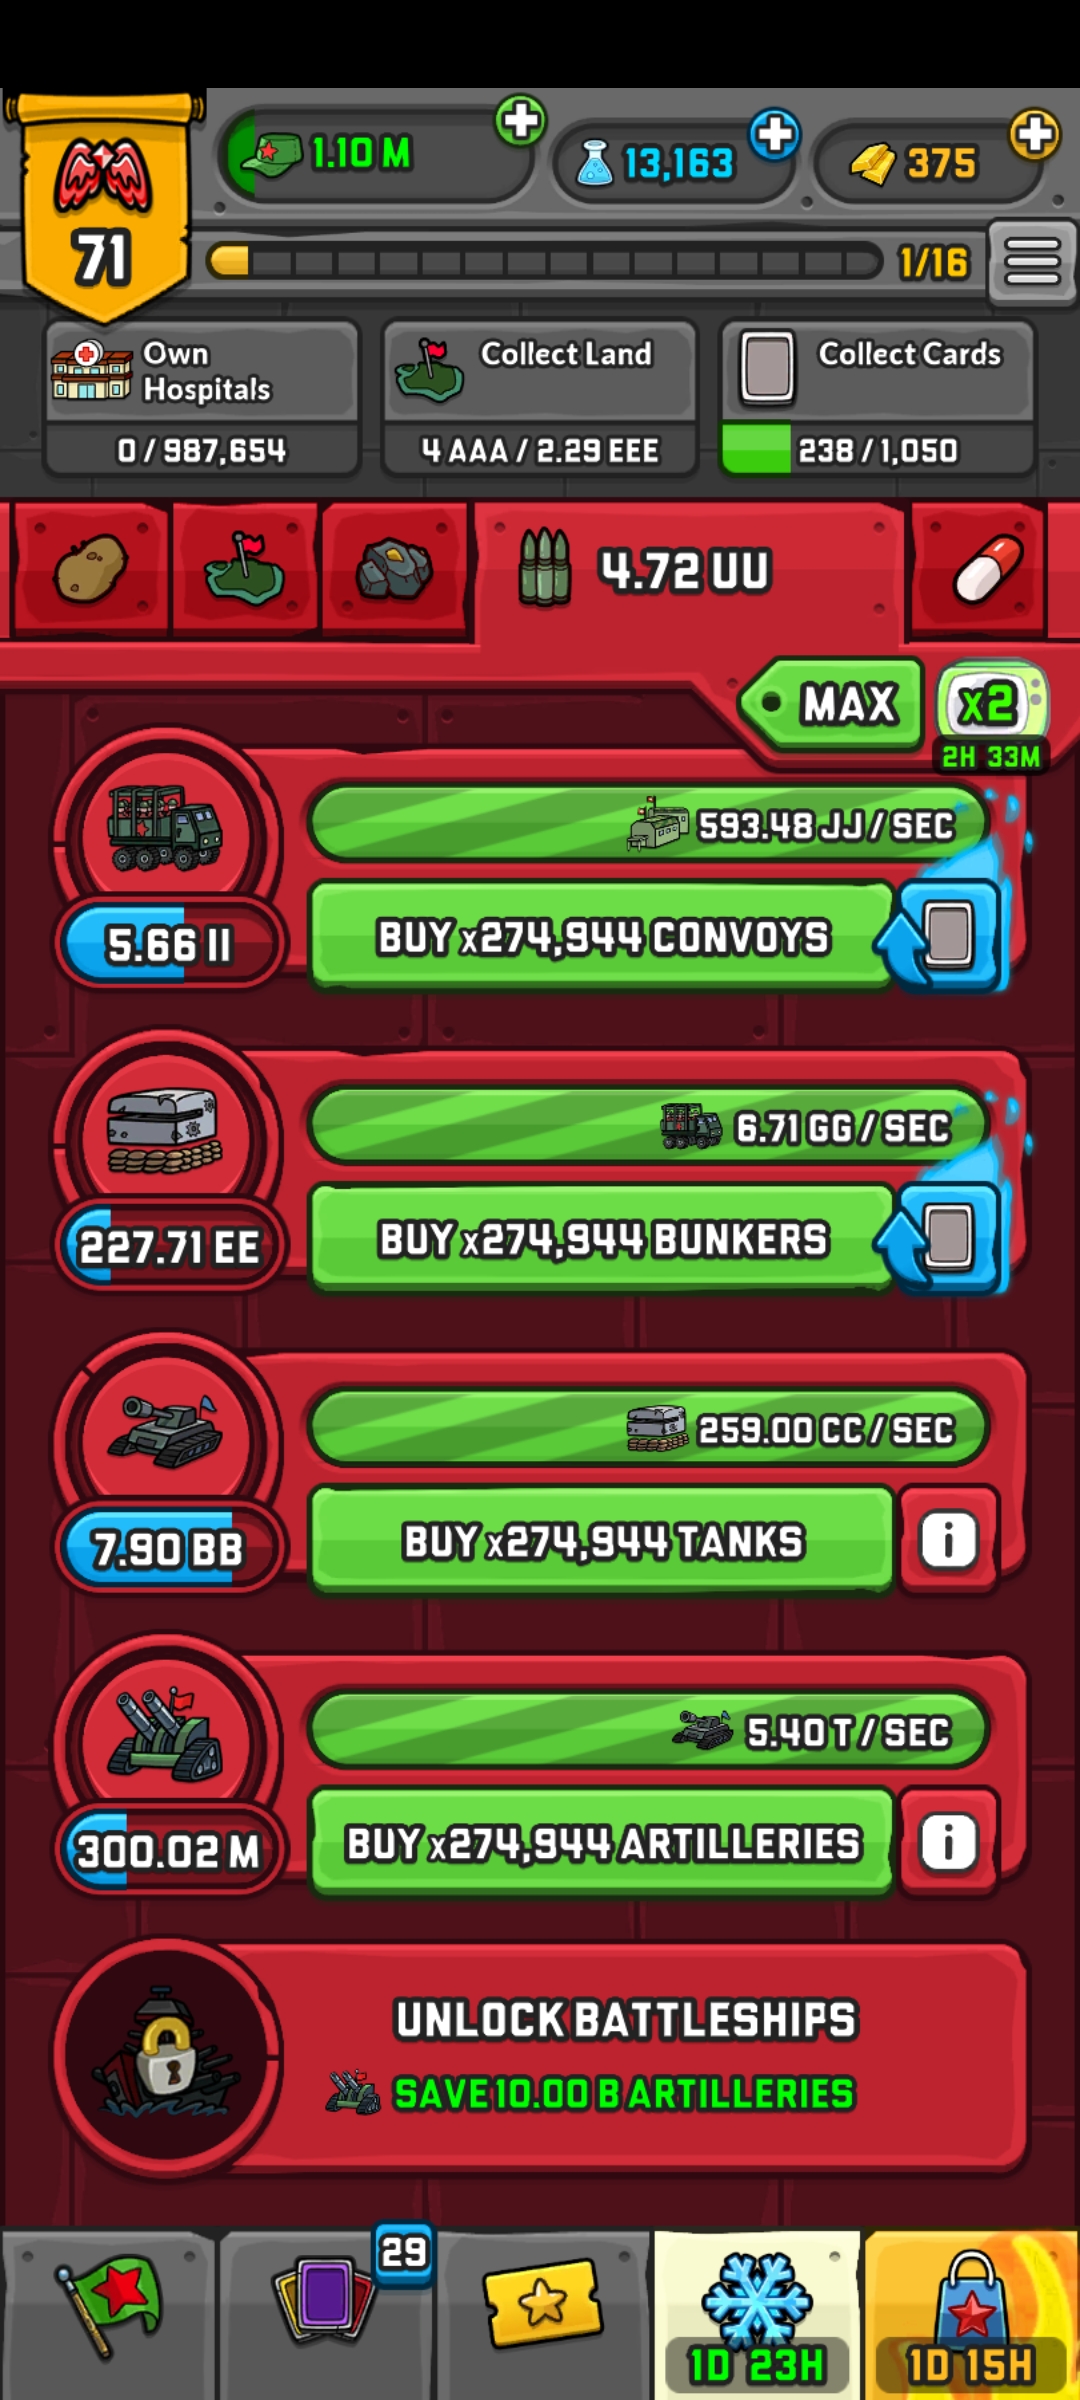 1.10 M
13,163
375
71
1/16
Own
Hospitals
0 / 987,654
Collect Land
4 AAA / 2.29 EEE
Collect Cards
238 / 1,050
4.72 UU
MAX
x2
2H 33M
593.48 JJ / SEC
5.66 II
BUY x274,944 CONVOYS
6.71 GG / SEC
227.71 EE
BUY x274,944 BUNKERS
259.00 CC / SEC
7.90 BB
BUY x274,944 TANKS
i
5.40 T / SEC
300.02 M
BUY x274,944 ARTILLERIES
i
UNLOCK BATTLESHIPS
SAVE 10.00 B ARTILLERIES
29
1D 23H
1D 15H